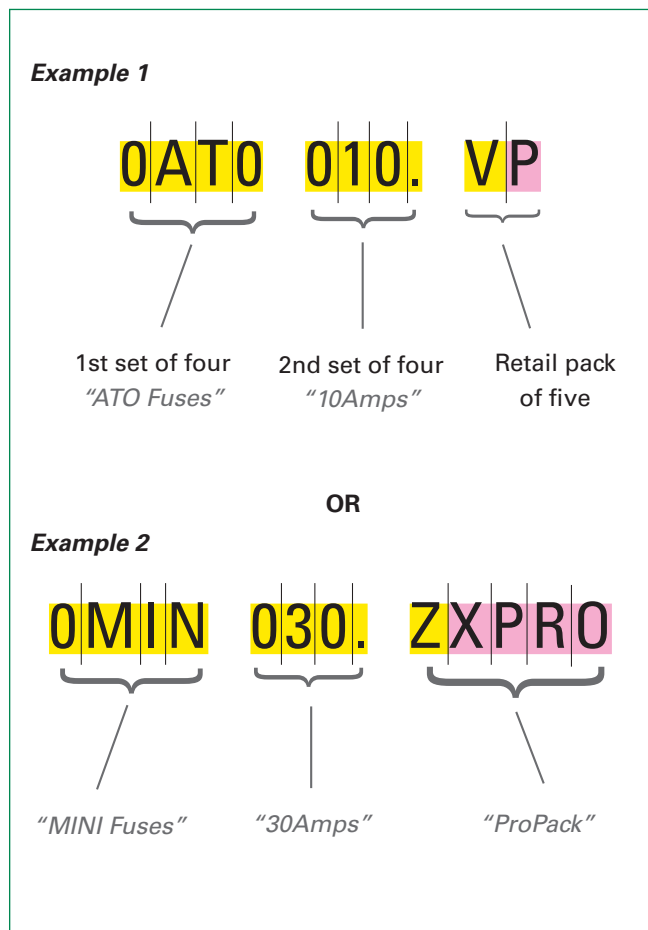 Example 1
0ATO 010. VP
1st set of four 2nd set of four Retail pack
“ATO Fuses” “10Amps” of five
OR
Example 2
0MIN 030. ZXPRO
“MINI Fuses” “30Amps” “ProPack”